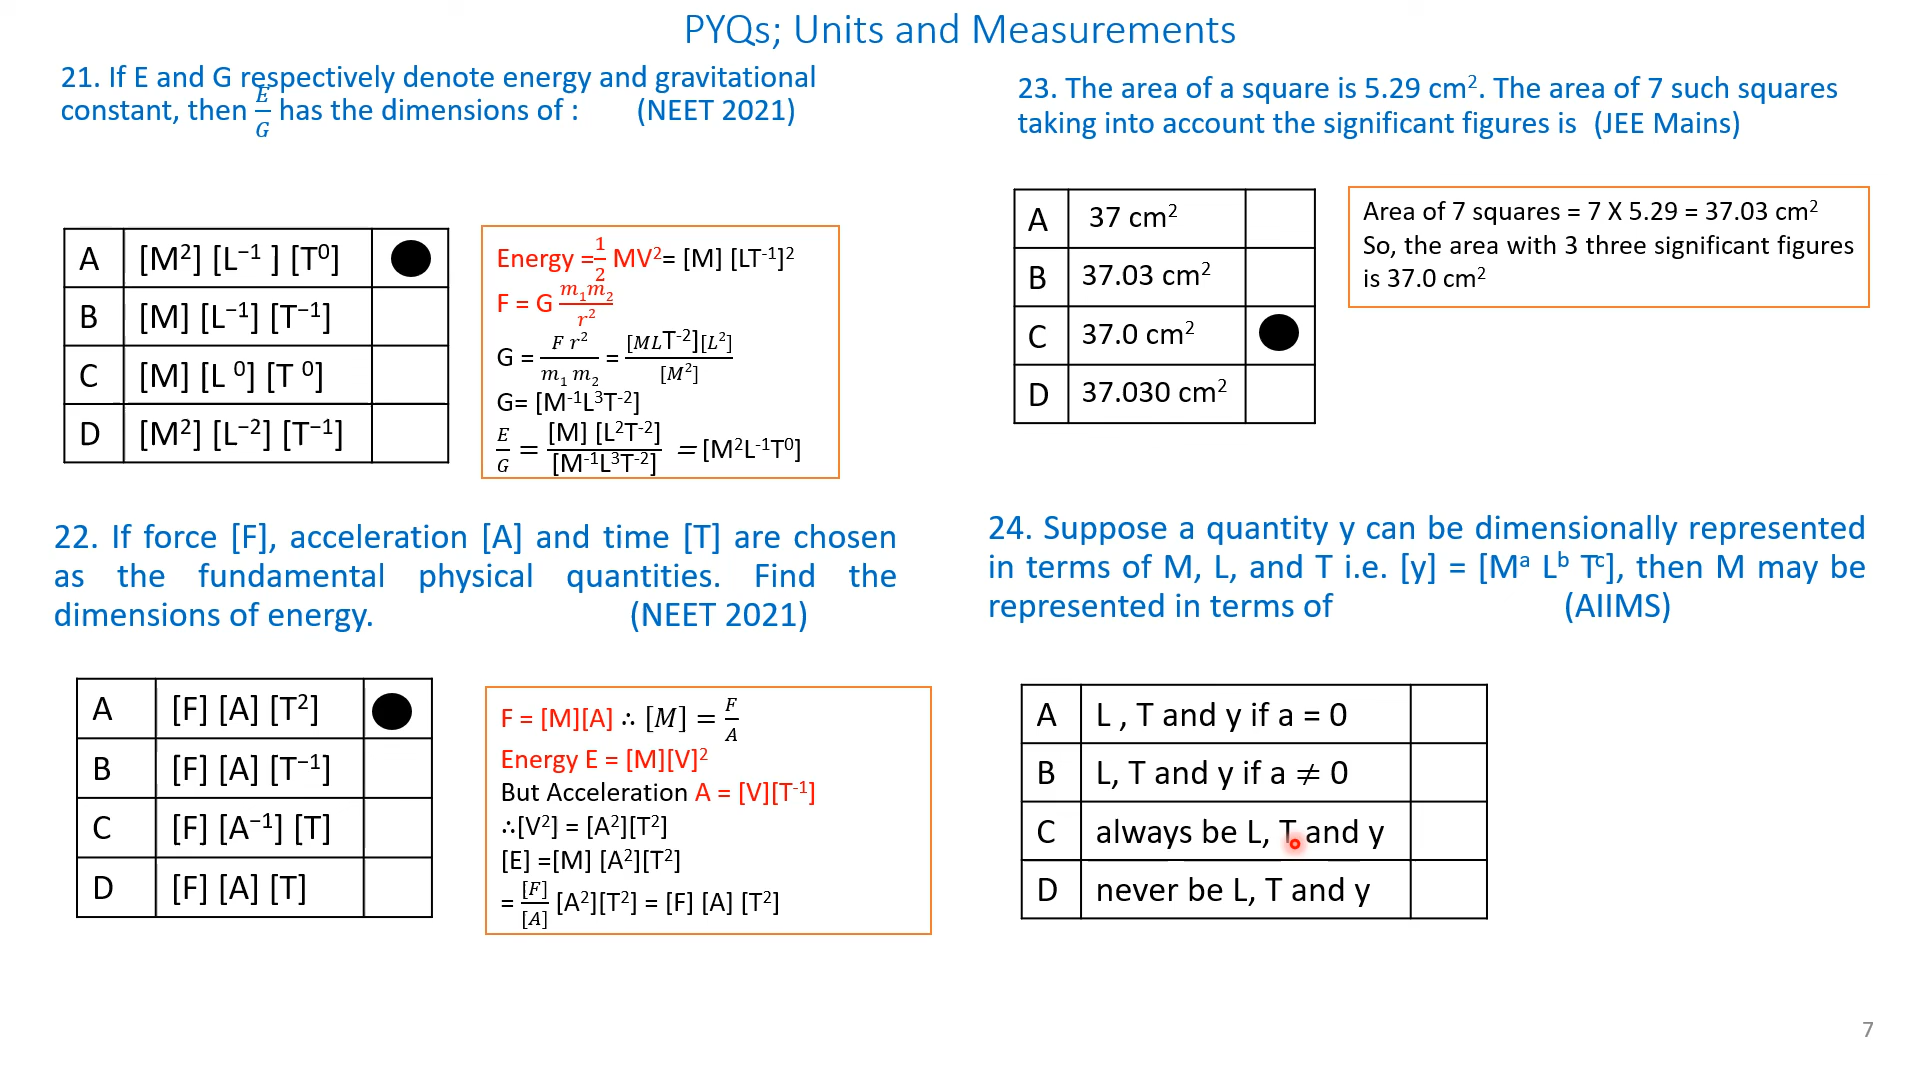 PYQs; Units and Measurements
21. If E and G respectively denote energy and gravitational
constant, then E/G has the dimensions of : (NEET 2021)
A [M²] [L⁻¹ ] [T⁰]
B [M] [L⁻¹] [T⁻¹]
C [M] [L ⁰] [T ⁰]
D [M²] [L⁻²] [T⁻¹]
Energy =1/2 MV²= [M] [LT⁻¹]²
F = G m₁m₂/r²
G = F r²/m₁ m₂ = [MLT⁻²][L²]/[M²]
G= [M⁻¹L³T⁻²]
E/G = [M] [L²T⁻²]/[M⁻¹L³T⁻²] = [M²L⁻¹T⁰]
22. If force [F], acceleration [A] and time [T] are chosen
as the fundamental physical quantities. Find the
dimensions of energy. (NEET 2021)
A [F] [A] [T²]
B [F] [A] [T⁻¹]
C [F] [A⁻¹] [T]
D [F] [A] [T]
F = [M][A] ∴ [M] = F/A
Energy E = [M][V]²
But Acceleration A = [V][T⁻¹]
∴[V²] = [A²][T²]
[E] =[M] [A²][T²]
= [F]/[A] [A²][T²] = [F] [A] [T²]
23. The area of a square is 5.29 cm². The area of 7 such squares
taking into account the significant figures is (JEE Mains)
A 37 cm²
B 37.03 cm²
C 37.0 cm²
D 37.030 cm²
Area of 7 squares = 7 X 5.29 = 37.03 cm²
So, the area with 3 three significant figures
is 37.0 cm²
24. Suppose a quantity y can be dimensionally represented
in terms of M, L, and T i.e. [y] = [Mᵃ Lᵇ Tᶜ], then M may be
represented in terms of (AIIMS)
A L , T and y if a = 0
B L, T and y if a ≠ 0
C always be L, T and y
D never be L, T and y
7